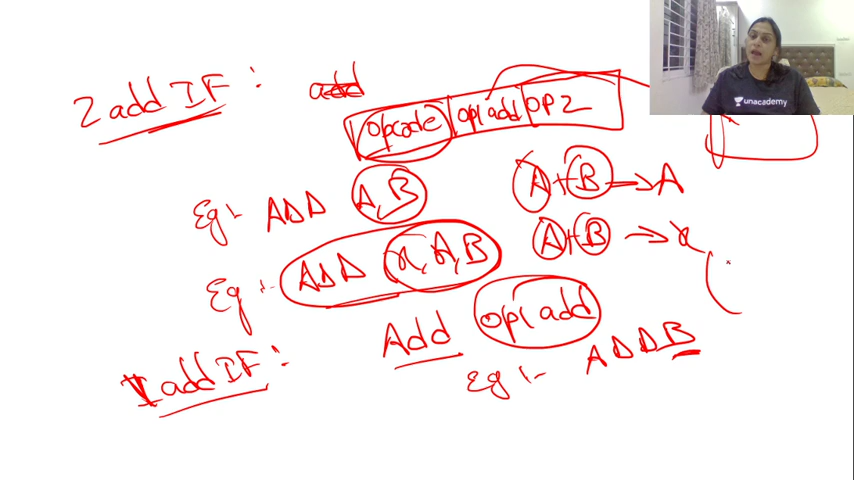 2 add IF :
add
opcode op1 add OP2
Eg :- ADD A, B
A + B → A
Eg :- ADD x, A, B
A + B → x
1 add IF :
Add op1 add
Eg :- ADD B
unacademy